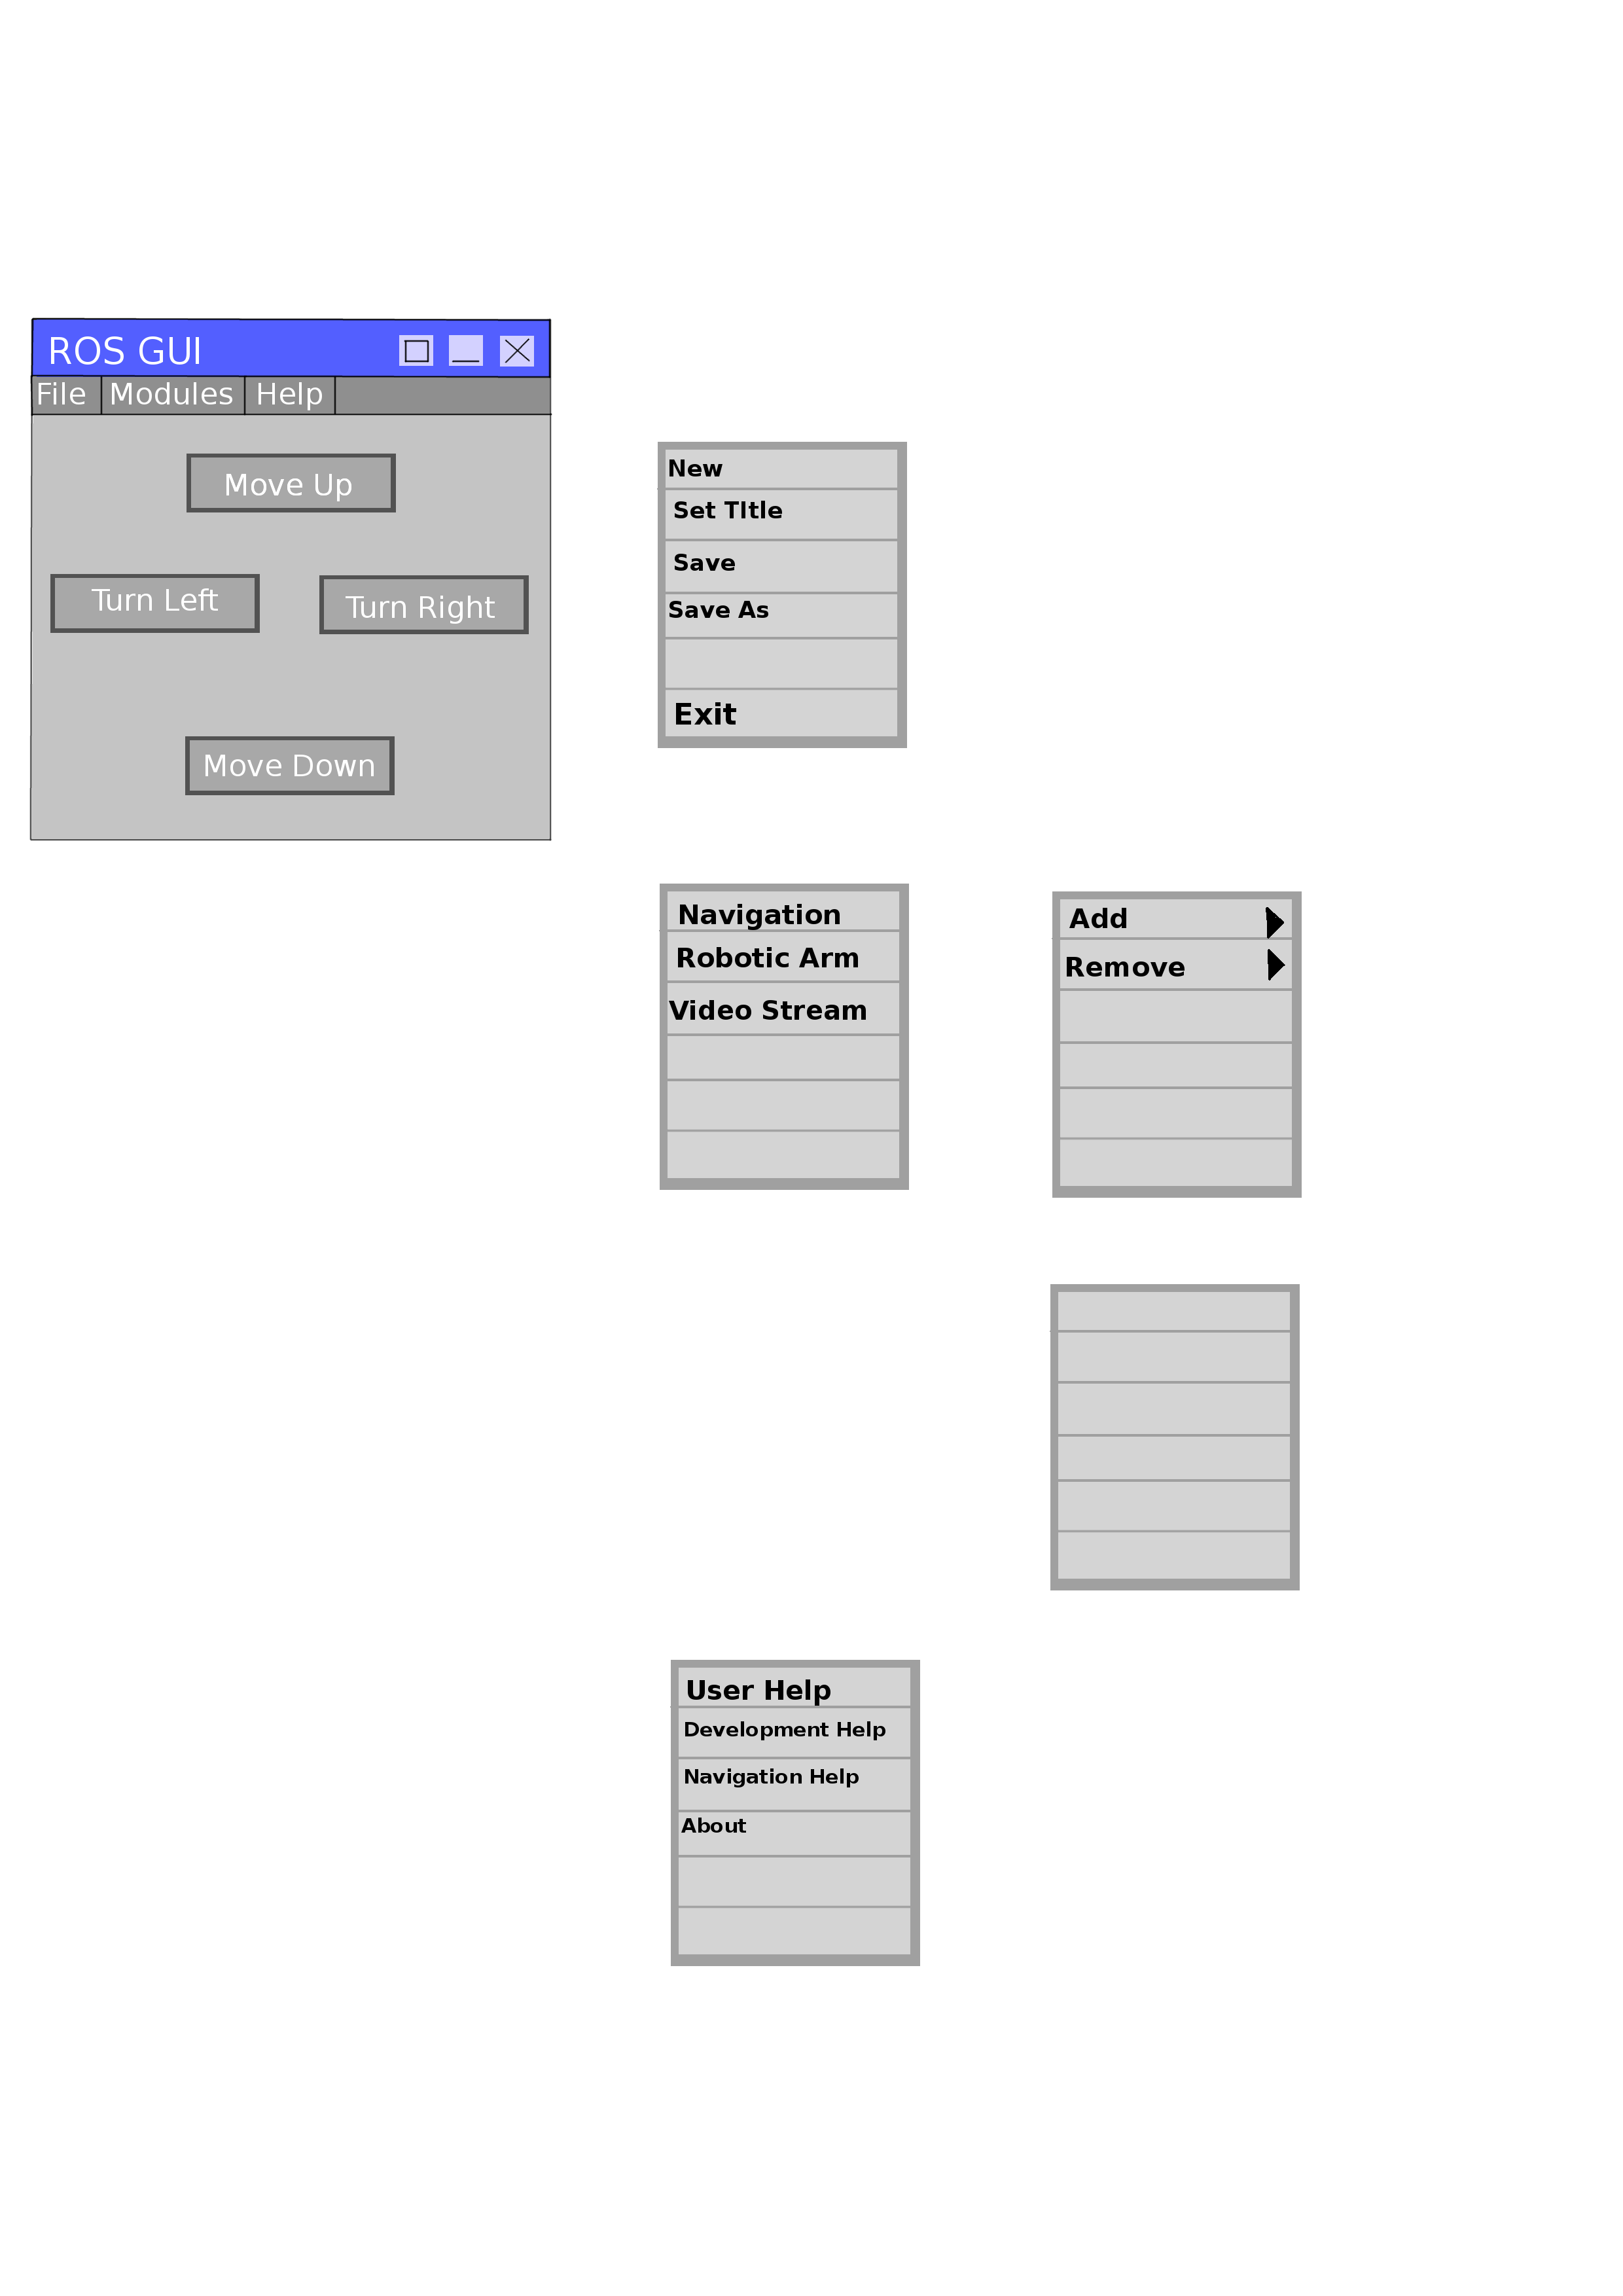 ROS GUI
File Modules Help
Move Up
Turn Left Turn Right
Move Down
New
Set TItle
Save
Save As
Exit
Navigation
Robotic Arm
Video Stream
Add
Remove
User Help
Development Help
Navigation Help
About